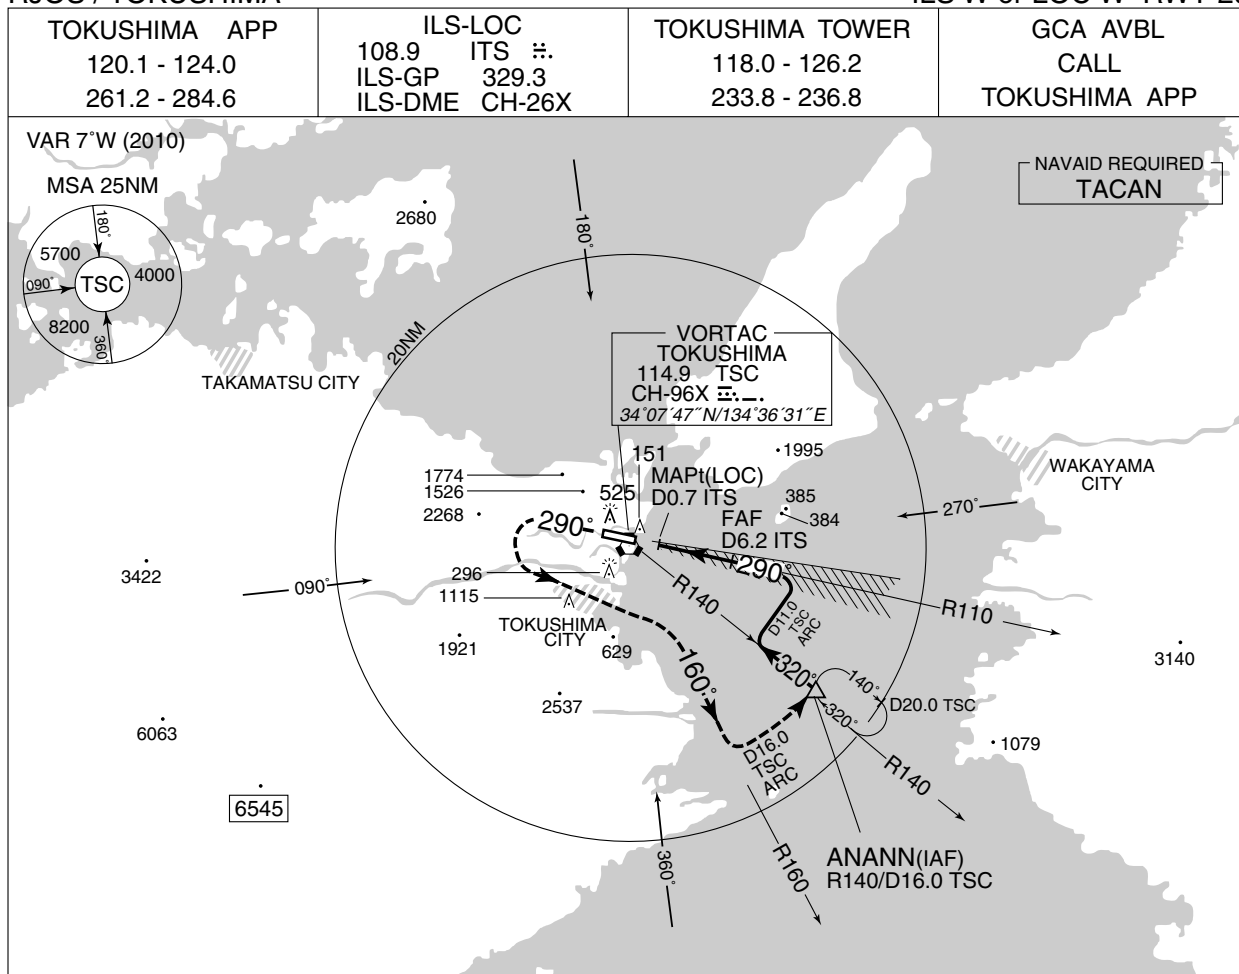 TOKUSHIMA APP
120.1 - 124.0
261.2 - 284.6
ILS-LOC
108.9 ITS
ILS-GP 329.3
ILS-DME CH-26X
TOKUSHIMA TOWER
118.0 - 126.2
233.8 - 236.8
GCA AVBL
CALL
TOKUSHIMA APP
VAR 7°W (2010)
MSA 25NM
180°
5700
4000
TSC
090°
8200
360°
NAVAID REQUIRED
TACAN
2680
180°
20NM
TAKAMATSU CITY
VORTAC
TOKUSHIMA
114.9 TSC
CH-96X
34°07´47˝N/134°36´31˝E
151
1995
1774
1526
2268
525
MAPt(LOC)
D0.7 ITS
385
384
FAF
D6.2 ITS
WAKAYAMA
CITY
270°
290°
290°
3422
090°
296
1115
R140
D11.0
TSC
ARC
R110
TOKUSHIMA
CITY
1921
629
3140
160°
320°
140°
320°
D20.0 TSC
2537
6063
D16.0
TSC
ARC
1079
R140
6545
360°
R160
ANANN(IAF)
R140/D16.0 TSC